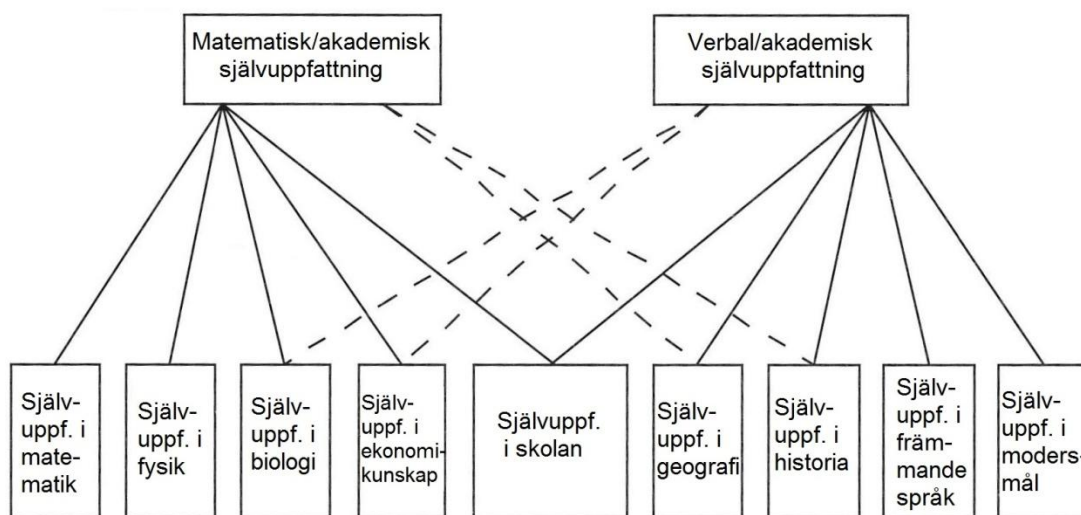 Matematisk/akademisk
självuppfattning
Verbal/akademisk
självuppfattning
Själv-
uppf. i
mate-
matik
Själv-
uppf. i
fysik
Själv-
uppf. i
biologi
Själv-
uppf. i
ekonomi-
kunskap
Självuppf.
i skolan
Själv-
uppf. i
geografi
Själv-
uppf. i
historia
Själv-
uppf. i
främ-
mande
språk
Själv-
uppf. i
moders-
mål